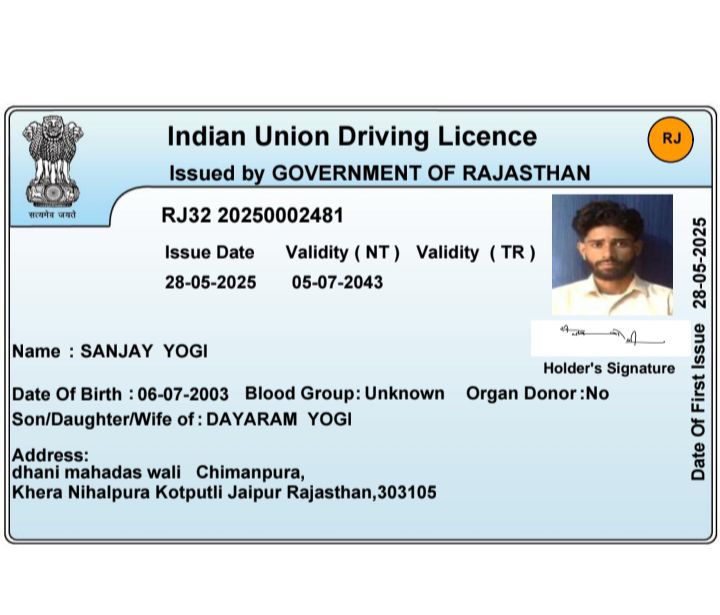 Indian Union Driving Licence
Issued by GOVERNMENT OF RAJASTHAN
RJ
सत्यमेव जयते
RJ32 20250002481
Issue Date Validity ( NT ) Validity ( TR )
28-05-2025 05-07-2043
Holder's Signature
Date Of First Issue 28-05-2025
Name : SANJAY YOGI
Date Of Birth : 06-07-2003 Blood Group: Unknown Organ Donor :No
Son/Daughter/Wife of : DAYARAM YOGI
Address:
dhani mahadas wali Chimanpura,
Khera Nihalpura Kotputli Jaipur Rajasthan,303105